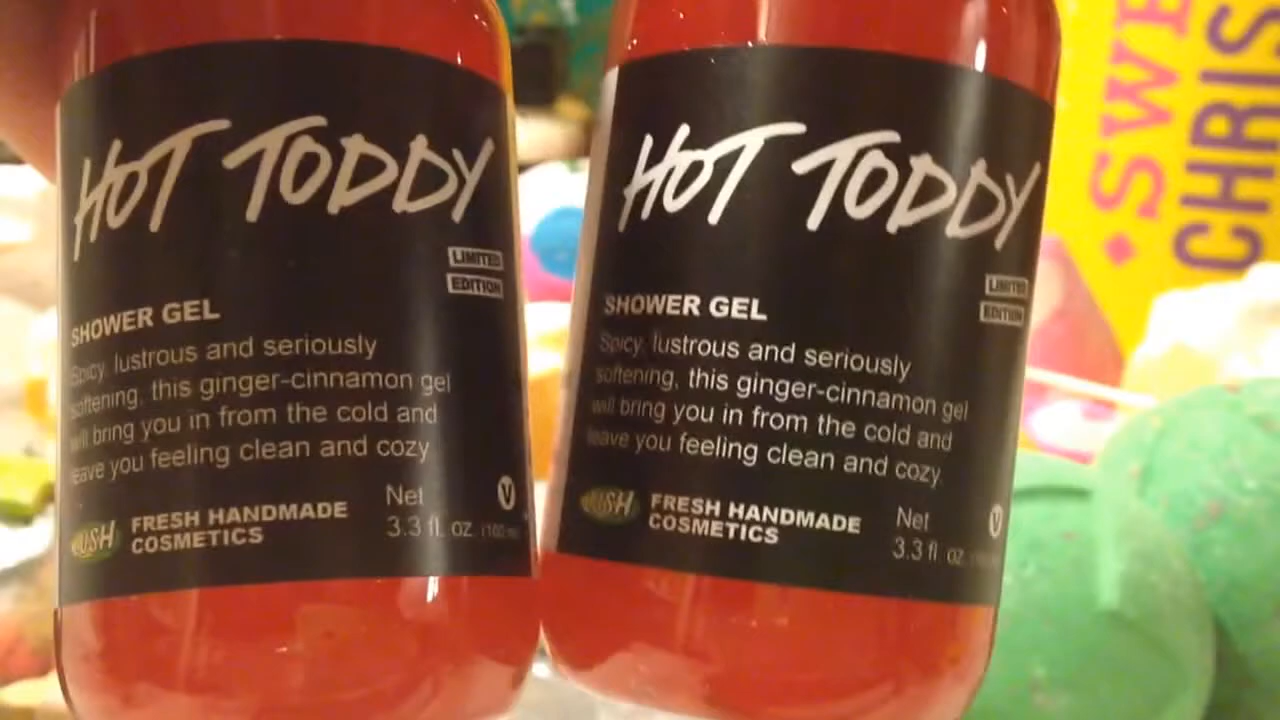 HOT TODDY
LIMITED
EDITION
SHOWER GEL
Spicy, lustrous and seriously
softening, this ginger-cinnamon gel
will bring you in from the cold and
leave you feeling clean and cozy
LUSH
FRESH HANDMADE
COSMETICS
Net
3.3 fl. oz
V
HOT TODDY
LIMITED
EDITION
SHOWER GEL
Spicy, lustrous and seriously
softening, this ginger-cinnamon gel
will bring you in from the cold and
leave you feeling clean and cozy.
LUSH
FRESH HANDMADE
COSMETICS
Net
3.3 fl. oz
V
SWE
CHRIS